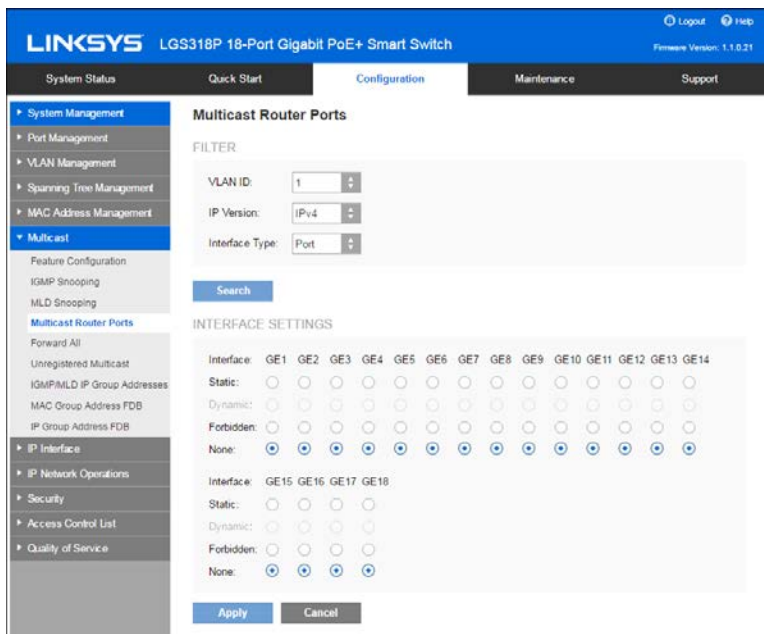 Logout Help
LINKSYS LGS318P 18-Port Gigabit PoE+ Smart Switch
Firmware Version: 1.1.0.21
System Status Quick Start Configuration Maintenance Support
System Management
Port Management
VLAN Management
Spanning Tree Management
MAC Address Management
Multicast
Feature Configuration
IGMP Snooping
MLD Snooping
Multicast Router Ports
Forward All
Unregistered Multicast
IGMP/MLD IP Group Addresses
MAC Group Address FDB
IP Group Address FDB
IP Interface
IP Network Operations
Security
Access Control List
Quality of Service
Multicast Router Ports
FILTER
VLAN ID: 1
IP Version: IPv4
Interface Type: Port
Search
INTERFACE SETTINGS
Interface: GE1 GE2 GE3 GE4 GE5 GE6 GE7 GE8 GE9 GE10 GE11 GE12 GE13 GE14
Static:
Dynamic:
Forbidden:
None:
Interface: GE15 GE16 GE17 GE18
Static:
Dynamic:
Forbidden:
None:
Apply Cancel